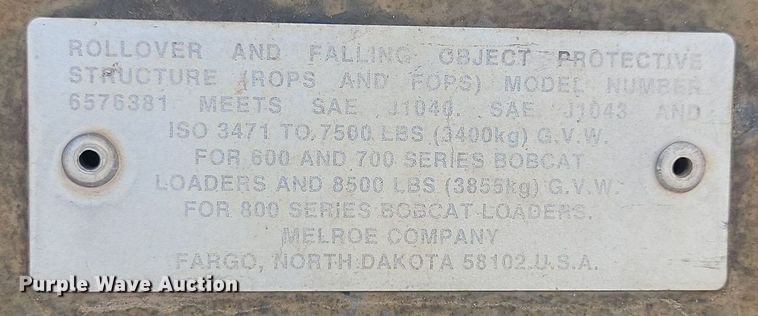 ROLLOVER AND FALLING OBJECT PROTECTIVE
STRUCTURE (ROPS AND FOPS) MODEL NUMBER
6576381 MEETS SAE J1040, SAE J1043 AND
ISO 3471 TO 7500 LBS (3400kg) G.V.W.
FOR 600 AND 700 SERIES BOBCAT
LOADERS AND 8500 LBS (3855kg) G.V.W.
FOR 800 SERIES BOBCAT LOADERS.
MELROE COMPANY
FARGO, NORTH DAKOTA 58102 U.S.A.
Purple Wave Auction